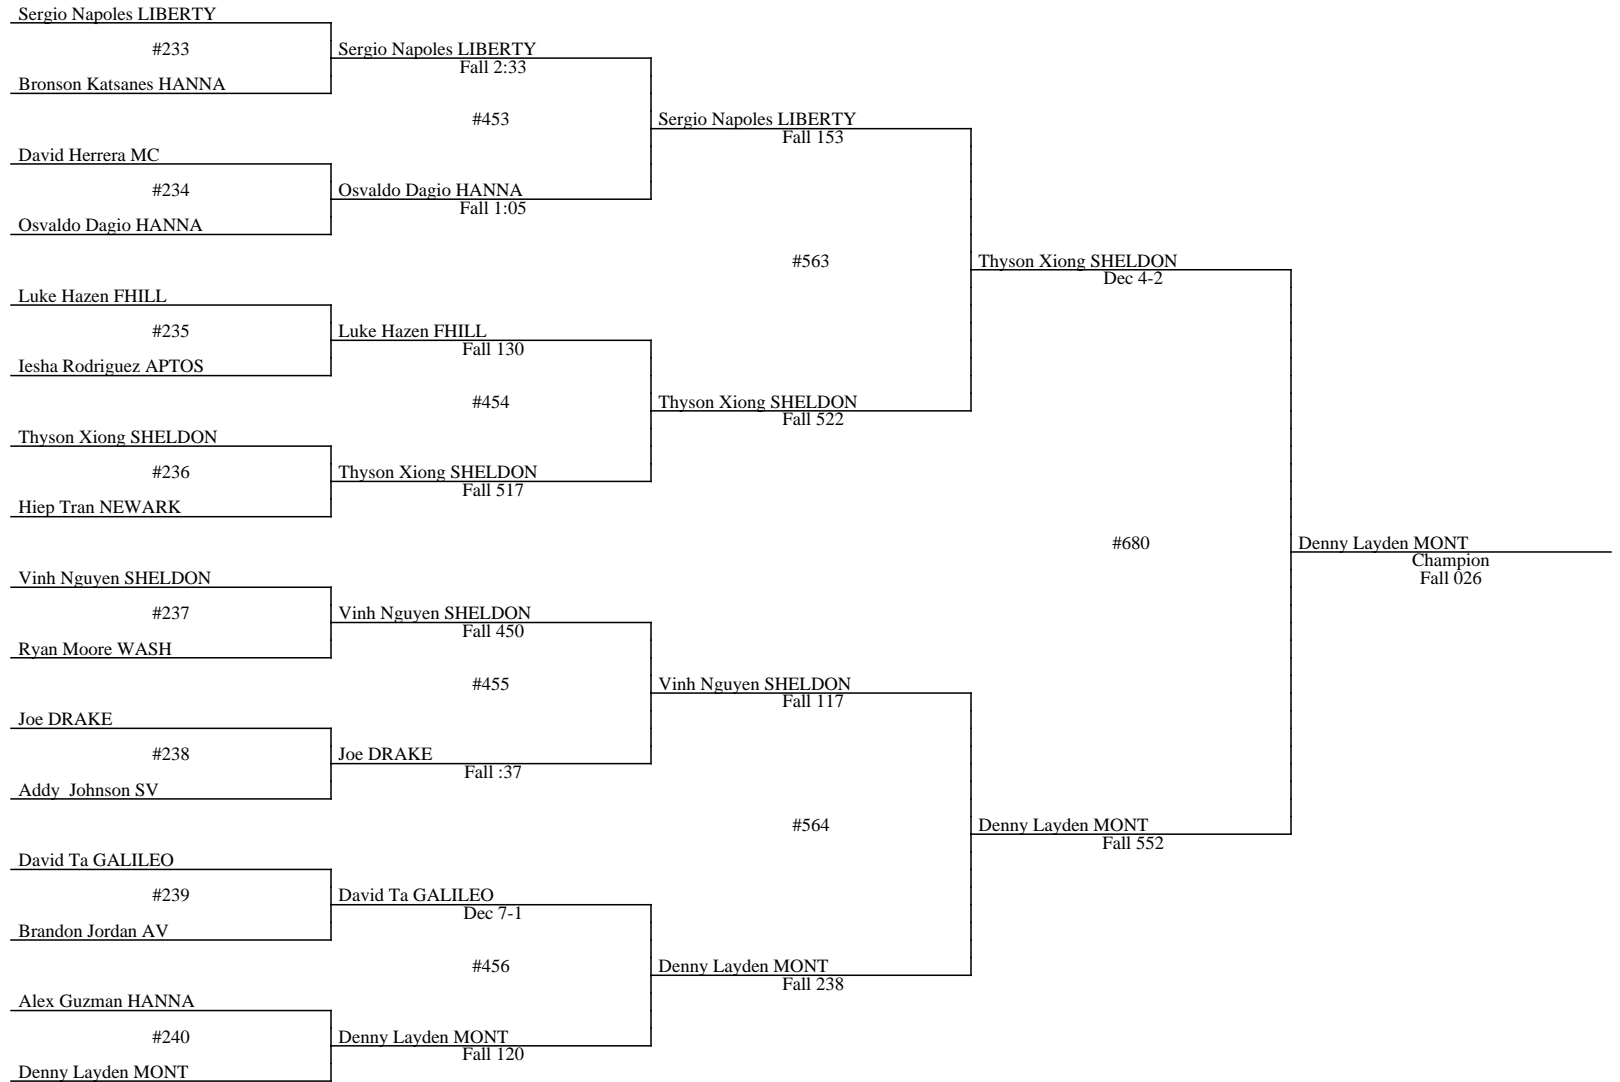 Sergio Napoles LIBERTY
#233
Sergio Napoles LIBERTY
Fall 2:33
Bronson Katsanes HANNA
#453
Sergio Napoles LIBERTY
Fall 153
David Herrera MC
#234
Osvaldo Dagio HANNA
Fall 1:05
Osvaldo Dagio HANNA
#563
Thyson Xiong SHELDON
Dec 4-2
Luke Hazen FHILL
#235
Luke Hazen FHILL
Fall 130
Iesha Rodriguez APTOS
#454
Thyson Xiong SHELDON
Fall 522
Thyson Xiong SHELDON
#236
Thyson Xiong SHELDON
Fall 517
Hiep Tran NEWARK
#680
Denny Layden MONT
Champion
Fall 026
Vinh Nguyen SHELDON
#237
Vinh Nguyen SHELDON
Fall 450
Ryan Moore WASH
#455
Vinh Nguyen SHELDON
Fall 117
Joe DRAKE
#238
Joe DRAKE
Fall :37
Addy  Johnson SV
#564
Denny Layden MONT
Fall 552
David Ta GALILEO
#239
David Ta GALILEO
Dec 7-1
Brandon Jordan AV
#456
Denny Layden MONT
Fall 238
Alex Guzman HANNA
#240
Denny Layden MONT
Fall 120
Denny Layden MONT